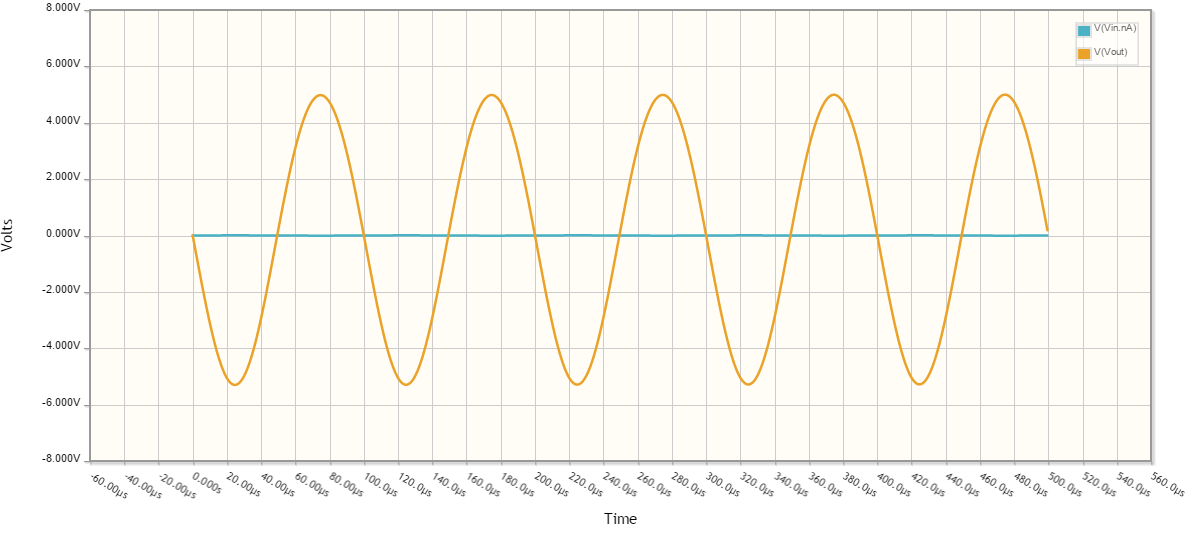 8.000V
6.000V
4.000V
2.000V
0.000V
-2.000V
-4.000V
-6.000V
-8.000V
Volts
V(Vin.nA)
V(Vout)
-60.00µs
-40.00µs
-20.00µs
0.000s
20.00µs
40.00µs
60.00µs
80.00µs
100.0µs
120.0µs
140.0µs
160.0µs
180.0µs
200.0µs
220.0µs
240.0µs
260.0µs
280.0µs
300.0µs
320.0µs
340.0µs
360.0µs
380.0µs
400.0µs
420.0µs
440.0µs
460.0µs
480.0µs
500.0µs
520.0µs
540.0µs
560.0µs
Time